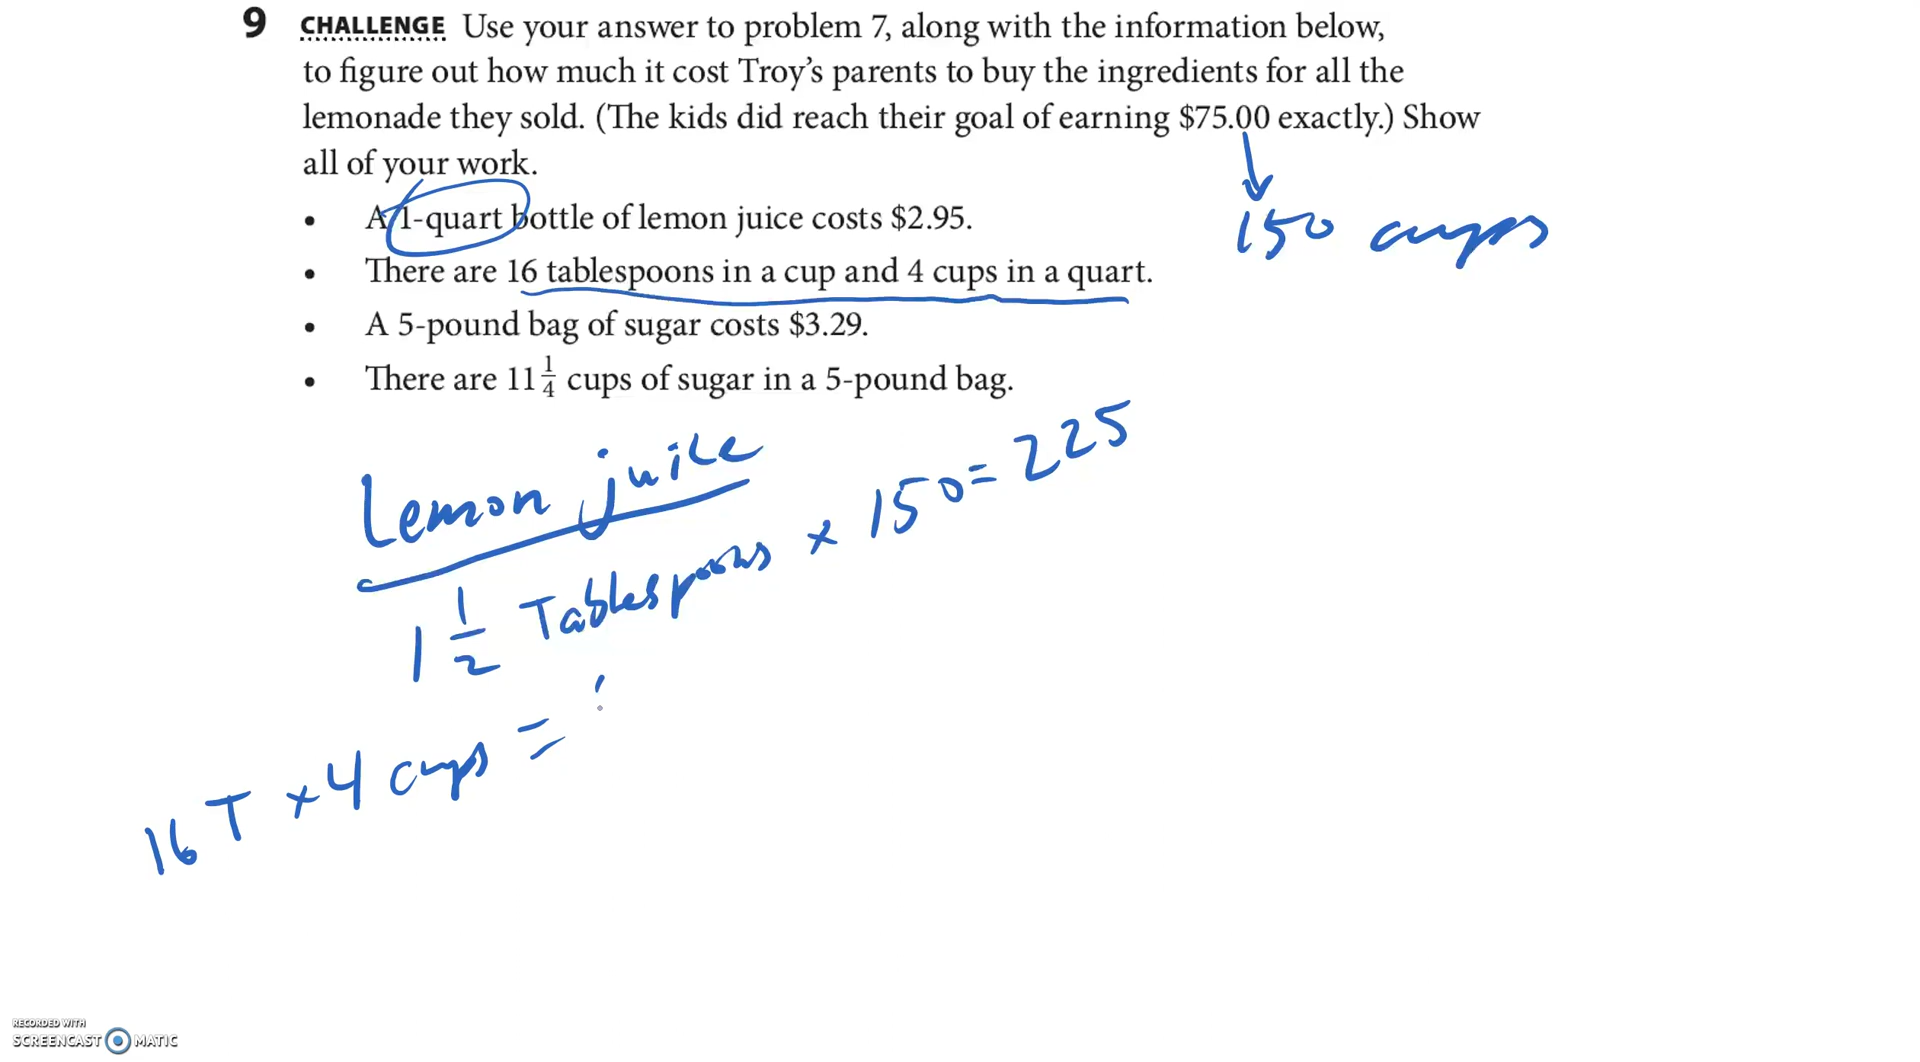 9 CHALLENGE Use your answer to problem 7, along with the information below,
to figure out how much it cost Troy’s parents to buy the ingredients for all the
lemonade they sold. (The kids did reach their goal of earning $75.00 exactly.) Show
all of your work.
• A 1-quart bottle of lemon juice costs $2.95.
150 cups
• There are 16 tablespoons in a cup and 4 cups in a quart.
• A 5-pound bag of sugar costs $3.29.
• There are 11 1/4 cups of sugar in a 5-pound bag.
Lemon juice
1 1/2 Tablespoons × 150 = 225
16 T × 4 cups =
RECORDED WITH
SCREENCAST MATIC